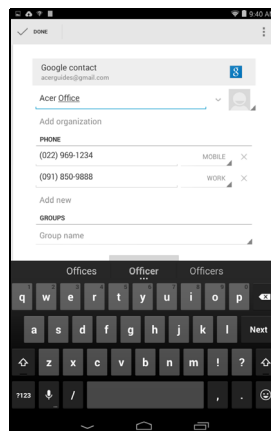 9:40 AM
DONE
Google contact
acerguides@gmail.com
8
Acer Office
Add organization
PHONE
(022) 969-1234 MOBILE
(091) 850-9888 WORK
Add new
GROUPS
Group name
Offices Officer Officers
q w e r t y u i o p
a s d f g h j k l Next
z x c v b n m ! ?
?123 / , .